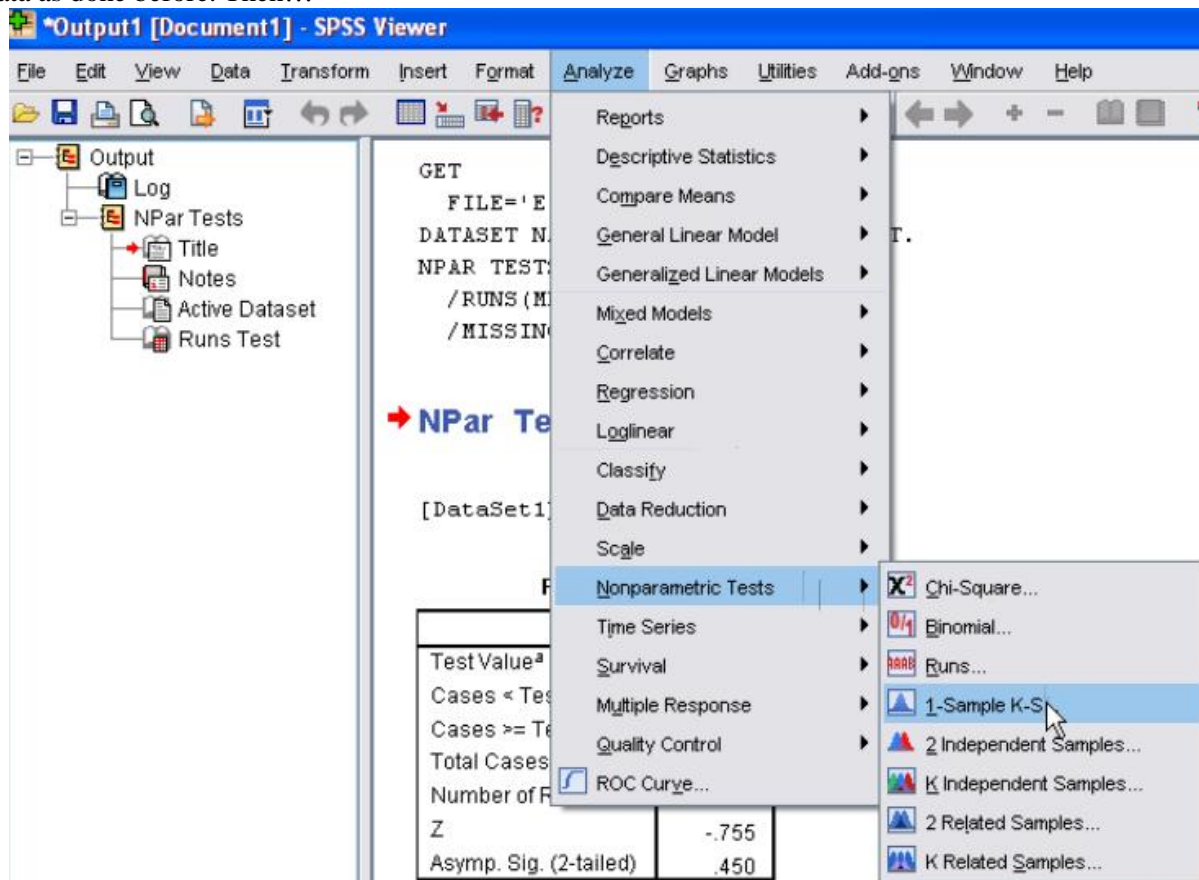 *Output1 [Document1] - SPSS Viewer
File Edit View Data Transform Insert Format Analyze Graphs Utilities Add-ons Window Help
Output
Log
NPar Tests
Title
Notes
Active Dataset
Runs Test
GET
FILE='E
DATASET N
NPAR TEST
/RUNS(M
/MISSIN
T.
NPar Te
[DataSet1]
Test Valueª
Cases < Tes
Cases >= Te
Total Cases
Number of R
Z -.755
Asymp. Sig. (2-tailed) .450
Reports
Descriptive Statistics
Compare Means
General Linear Model
Generalized Linear Models
Mixed Models
Correlate
Regression
Loglinear
Classify
Data Reduction
Scale
Nonparametric Tests
Time Series
Survival
Multiple Response
Quality Control
ROC Curve...
Chi-Square...
Binomial...
Runs...
1-Sample K-S
2 Independent Samples...
K Independent Samples...
2 Related Samples...
K Related Samples...